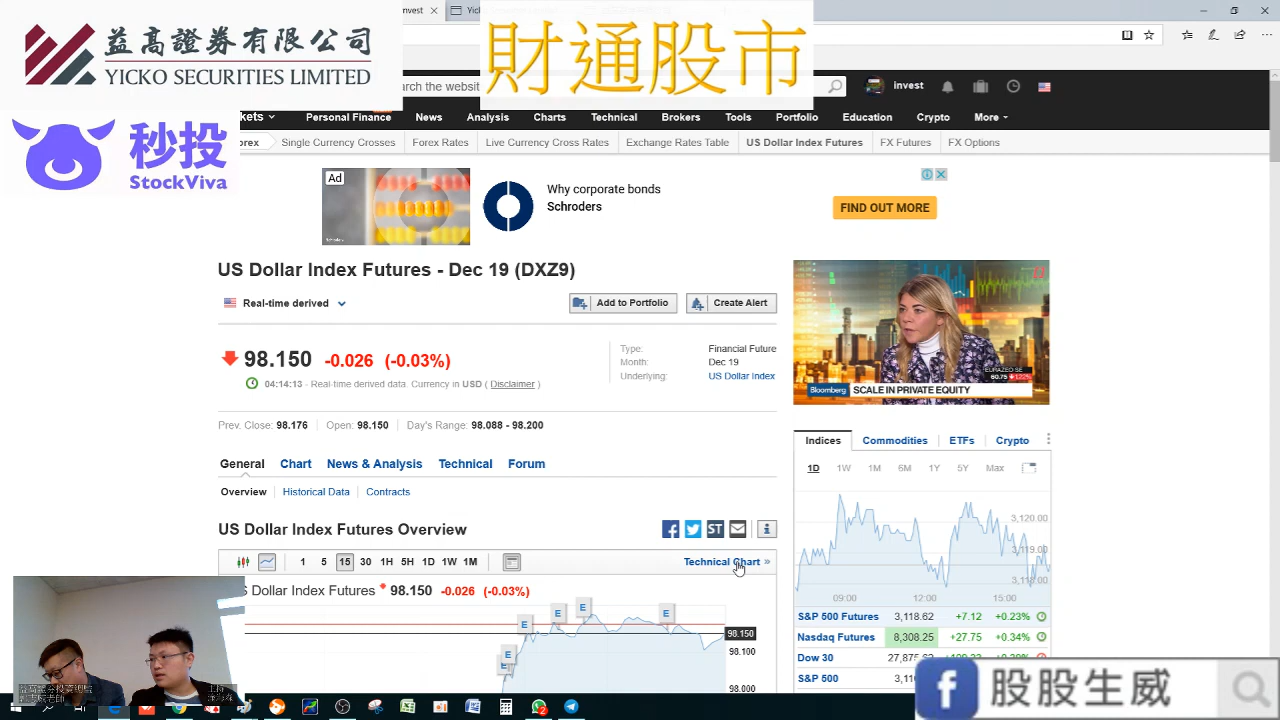 益高證券有限公司
YICKO SECURITIES LIMITED
財通股市
秒投
StockViva
Invest
kets
Personal Finance
News
Analysis
Charts
Technical
Brokers
Tools
Portfolio
Education
Crypto
More
Single Currency Crosses
Forex Rates
Live Currency Cross Rates
Exchange Rates Table
US Dollar Index Futures
FX Futures
FX Options
Ad
Why corporate bonds
Schroders
FIND OUT MORE
US Dollar Index Futures - Dec 19 (DXZ9)
Real-time derived
Add to Portfolio
Create Alert
98.150 -0.026 (-0.03%)
04:14:13 - Real-time derived data. Currency in USD ( Disclaimer )
Type: Financial Future
Month: Dec 19
Underlying: US Dollar Index
Prev. Close: 98.176
Open: 98.150
Day's Range: 98.088 - 98.200
General
Chart
News & Analysis
Technical
Forum
Overview
Historical Data
Contracts
US Dollar Index Futures Overview
ST
1 5 15 30 1H 5H 1D 1W 1M
Technical Chart »
S Dollar Index Futures 98.150 -0.026 (-0.03%)
E
E
E
E
E
E
98.150
98.100
98.000
EURAZEO SE
Bloomberg
SCALE IN PRIVATE EQUITY
60.75
Indices
Commodities
ETFs
Crypto
1D 1W 1M 6M 1Y 5Y Max
3,120.00
3,119.00
09:00 12:00 15:00
S&P 500 Futures 3,118.62 +7.12 +0.23%
Nasdaq Futures 8,308.25 +27.75 +0.34%
Dow 30
S&P 500
股股生威